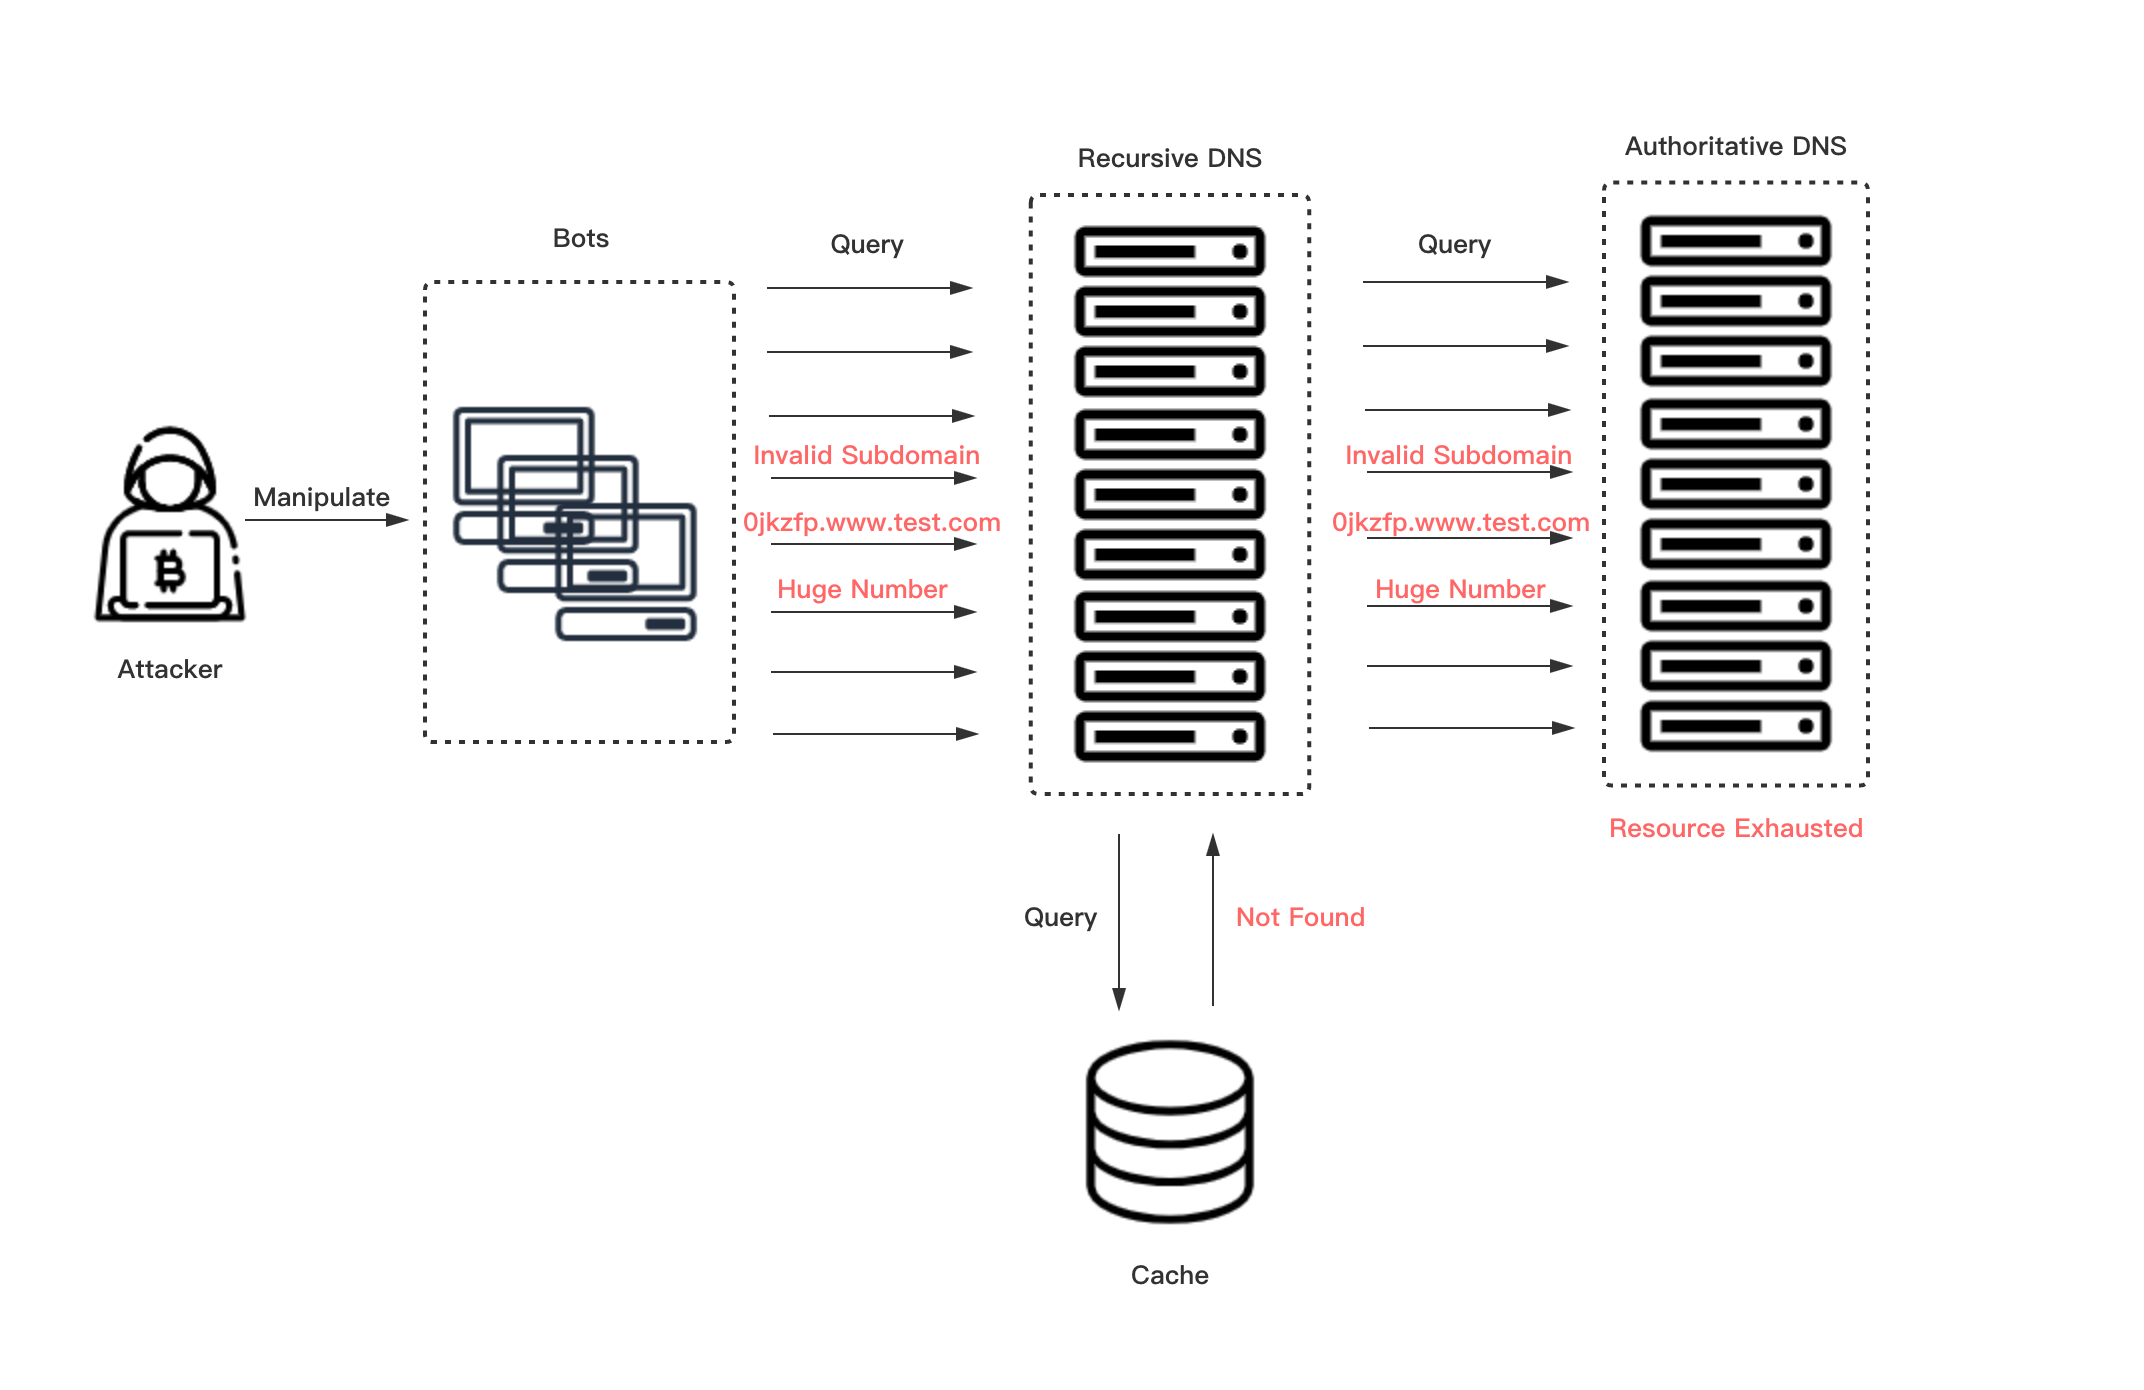 Authoritative DNS
Recursive DNS
Bots
Query
Query
Invalid Subdomain
Invalid Subdomain
Manipulate
0jkzfp.www.test.com
0jkzfp.www.test.com
Huge Number
Huge Number
Attacker
Resource Exhausted
Query
Not Found
Cache